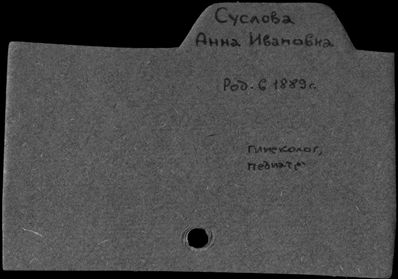 Суслова
Анна Ивановна
Род. в 1889 г.
гинеколог,
педиатр